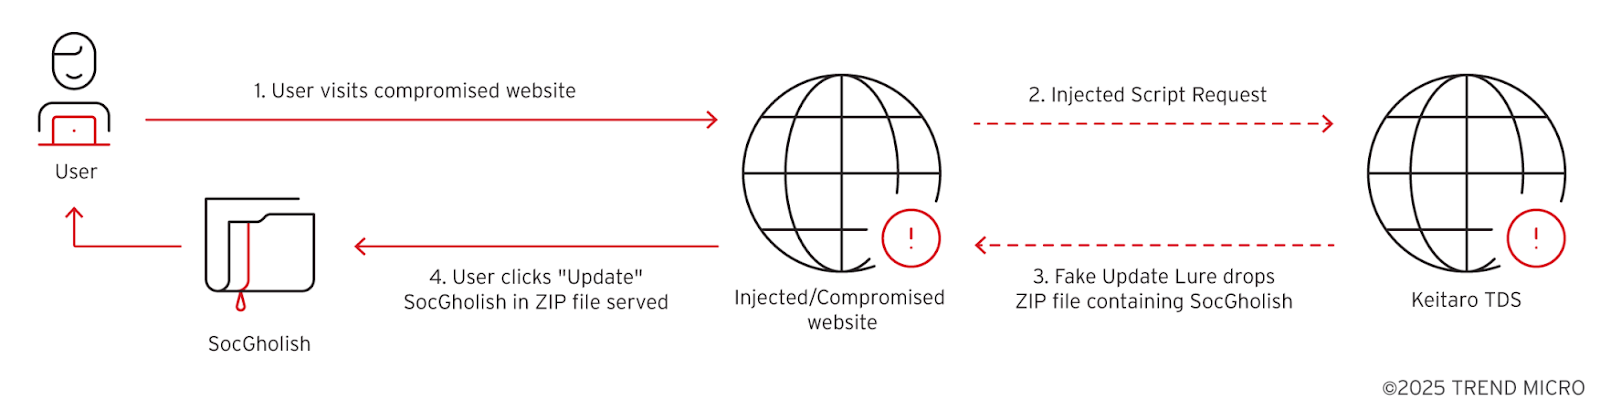 1. User visits compromised website
2. Injected Script Request
User
4. User clicks "Update"
SocGholish in ZIP file served
3. Fake Update Lure drops
ZIP file containing SocGholish
Injected/Compromised
website
Keitaro TDS
SocGholish
©2025 TREND MICRO